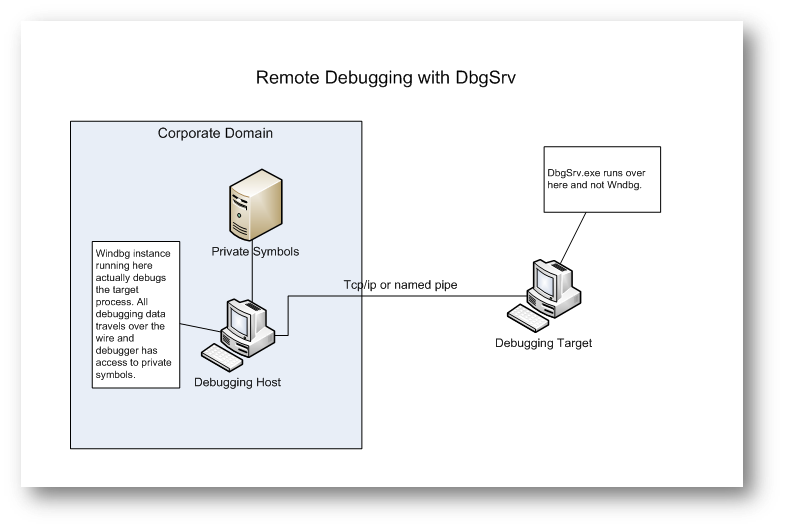 Remote Debugging with DbgSrv
Corporate Domain
Private Symbols
Windbg instance
running here
actually debugs
the target
process. All
debugging data
travels over the
wire and
debugger has
access to private
symbols.
Debugging Host
Tcp/ip or named pipe
DbgSrv.exe runs over
here and not Wndbg.
Debugging Target